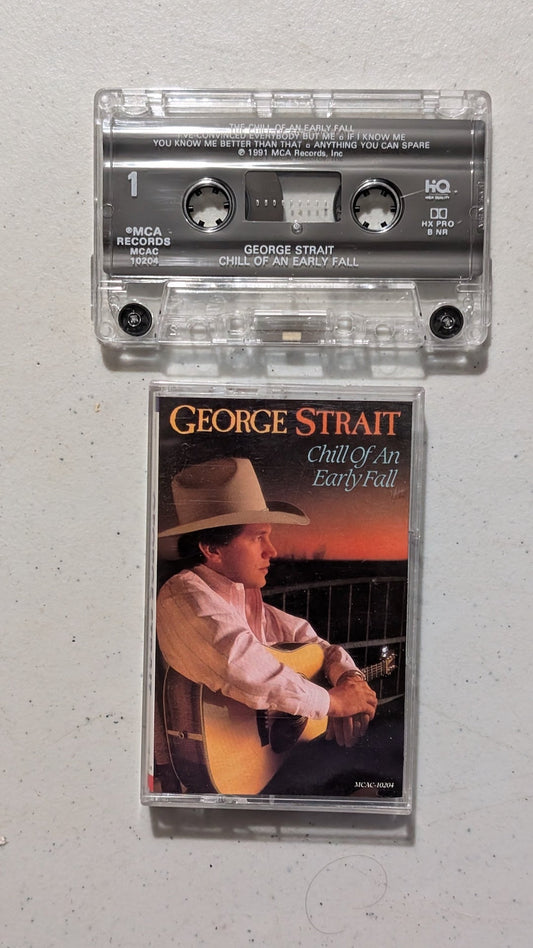 THE CHILL OF AN EARLY FALL
I'VE CONVINCED EVERYBODY BUT ME ¤ IF I KNOW ME
YOU KNOW ME BETTER THAN THAT ¤ ANYTHING YOU CAN SPARE
℗ 1991 MCA Records, Inc
1
HQ
HIGH QUALITY
HX PRO
B NR
®MCA
RECORDS
MCAC
10204
GEORGE STRAIT
CHILL OF AN EARLY FALL
GEORGE STRAIT
Chill Of An
Early Fall
MCAC-10204